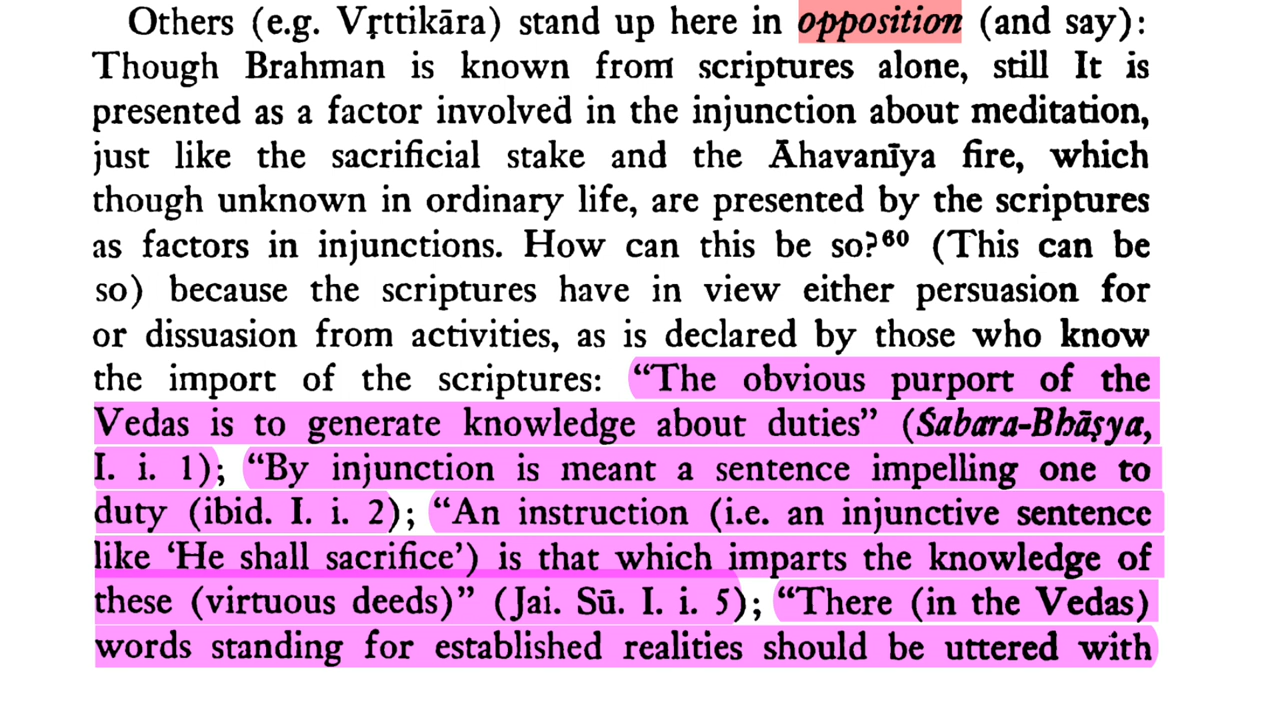 Others (e.g. Vṛttikāra) stand up here in opposition (and say):
Though Brahman is known from scriptures alone, still It is
presented as a factor involved in the injunction about meditation,
just like the sacrificial stake and the Āhavanīya fire, which
though unknown in ordinary life, are presented by the scriptures
as factors in injunctions. How can this be so?⁶⁰ (This can be
so) because the scriptures have in view either persuasion for
or dissuasion from activities, as is declared by those who know
the import of the scriptures: “The obvious purport of the
Vedas is to generate knowledge about duties” (Śabara-Bhāṣya,
I. i. 1); “By injunction is meant a sentence impelling one to
duty (ibid. I. i. 2); “An instruction (i.e. an injunctive sentence
like ‘He shall sacrifice’) is that which imparts the knowledge of
these (virtuous deeds)” (Jai. Sū. I. i. 5); “There (in the Vedas)
words standing for established realities should be uttered with